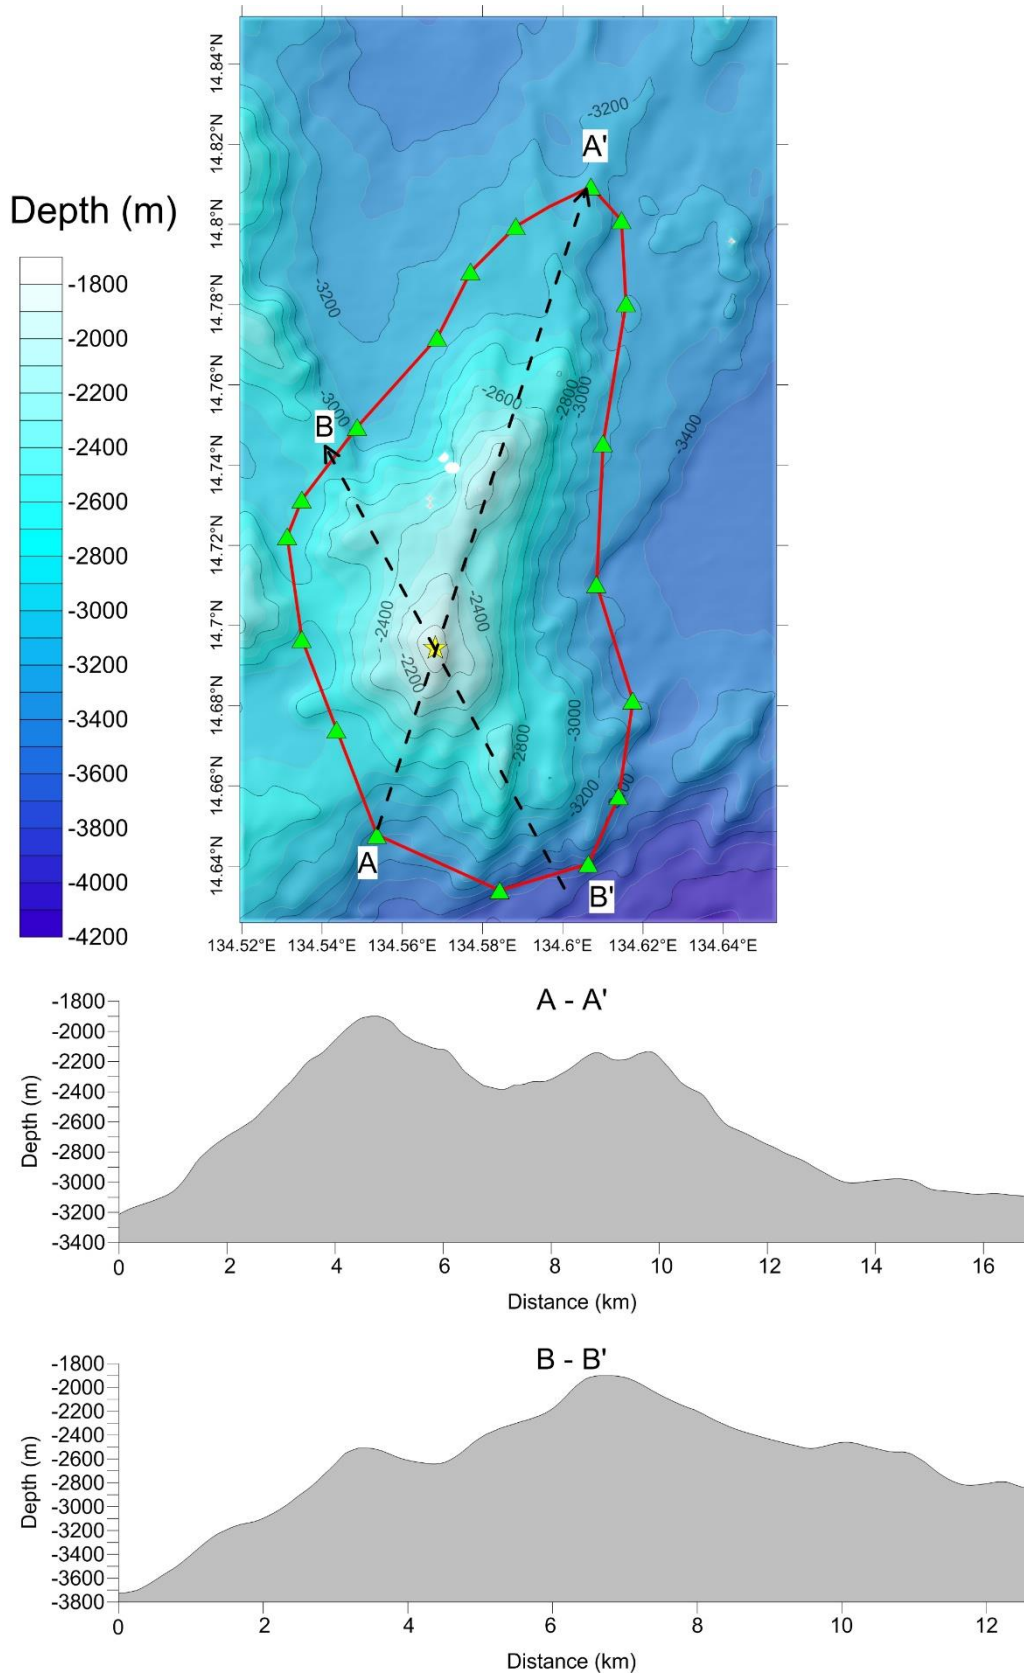 Depth (m)
-1800
-2000
-2200
-2400
-2600
-2800
-3000
-3200
-3400
-3600
-3800
-4000
-4200
14.84°N
14.82°N
14.8°N
14.78°N
14.76°N
14.74°N
14.72°N
14.7°N
14.68°N
14.66°N
14.64°N
-3200
A'
-3200
-3000
B
-2600
-2800
-3000
-3400
-2400
-2400
-2200
-3000
-2800
-3200
A
B'
134.52°E 134.54°E 134.56°E 134.58°E 134.6°E 134.62°E 134.64°E
A - A'
-1800
-2000
-2200
-2400
-2600
-2800
-3000
-3200
-3400
Depth (m)
0 2 4 6 8 10 12 14 16
Distance (km)
B - B'
-1800
-2000
-2200
-2400
-2600
-2800
-3000
-3200
-3400
-3600
-3800
Depth (m)
0 2 4 6 8 10 12
Distance (km)